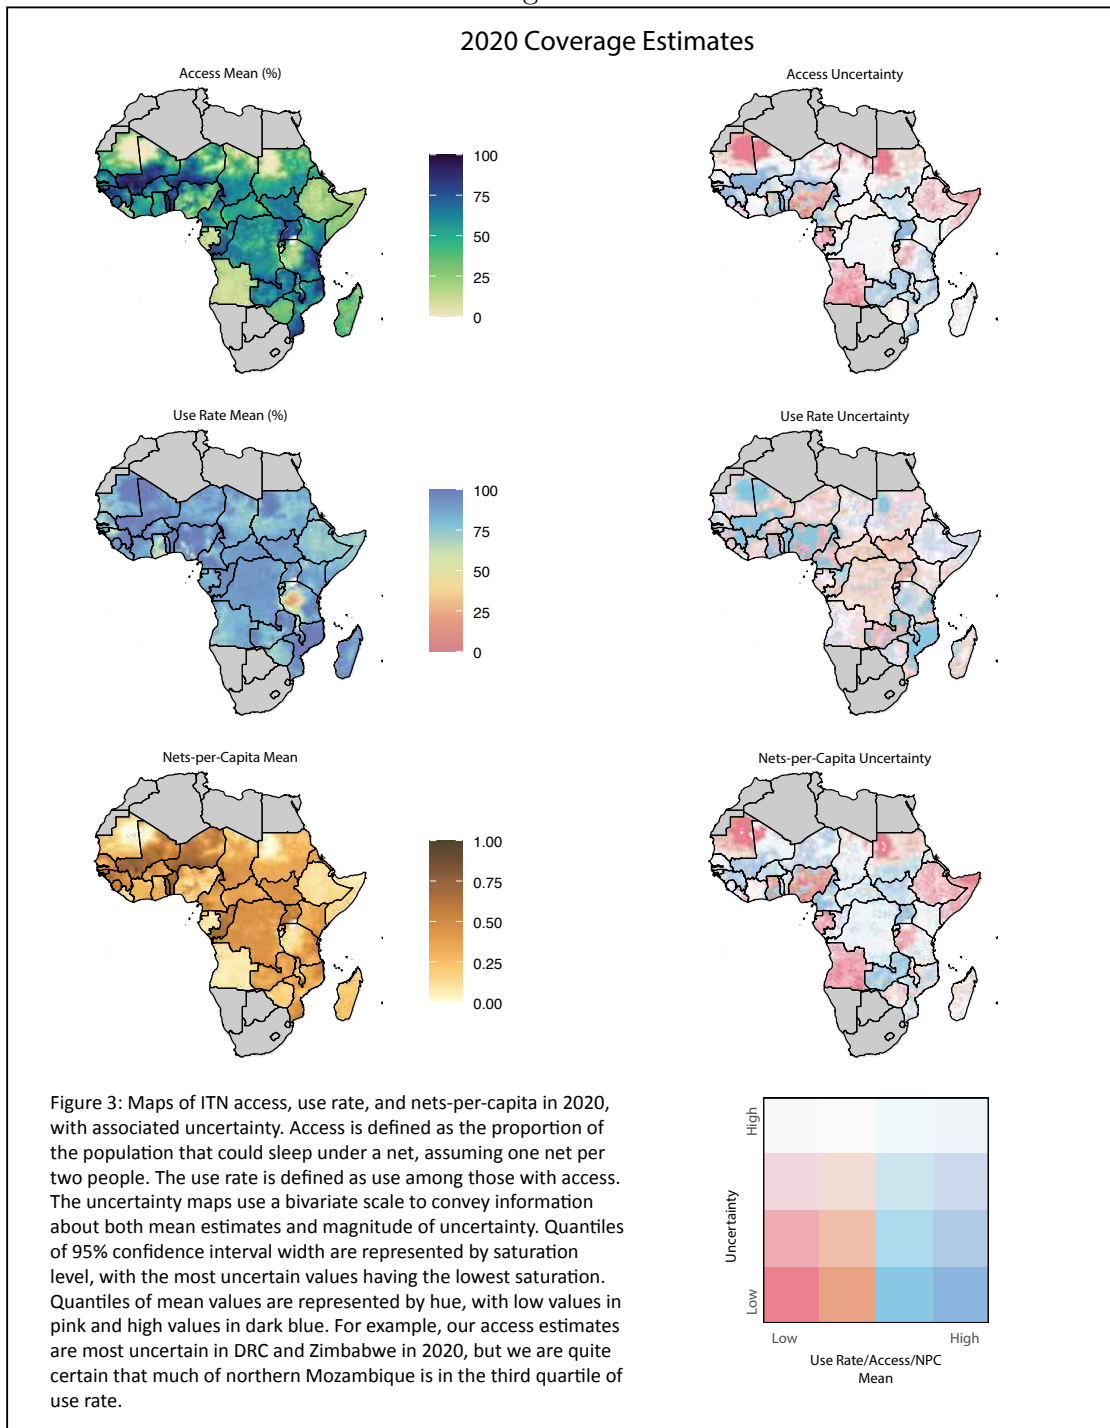 2020 Coverage Estimates
Access Mean (%)
Access Uncertainty
100
75
50
25
0
Use Rate Mean (%)
Use Rate Uncertainty
100
75
50
25
0
Nets-per-Capita Mean
Nets-per-Capita Uncertainty
1.00
0.75
0.50
0.25
0.00
Figure 3: Maps of ITN access, use rate, and nets-per-capita in 2020,
with associated uncertainty. Access is defined as the proportion of
the population that could sleep under a net, assuming one net per
two people. The use rate is defined as use among those with access.
The uncertainty maps use a bivariate scale to convey information
about both mean estimates and magnitude of uncertainty. Quantiles
of 95% confidence interval width are represented by saturation
level, with the most uncertain values having the lowest saturation.
Quantiles of mean values are represented by hue, with low values in
pink and high values in dark blue. For example, our access estimates
are most uncertain in DRC and Zimbabwe in 2020, but we are quite
certain that much of northern Mozambique is in the third quartile of
use rate.
High
Uncertainty
Low
Low
High
Use Rate/Access/NPC
Mean